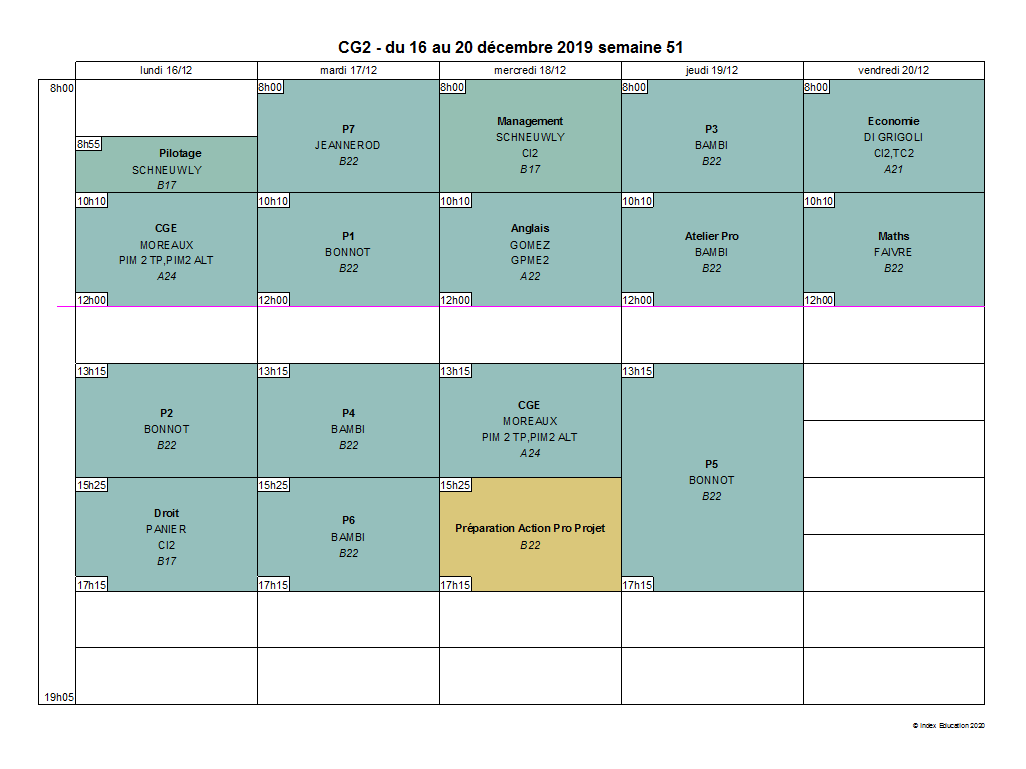 CG2 - du 16 au 20 décembre 2019 semaine 51
lundi 16/12
mardi 17/12
mercredi 18/12
jeudi 19/12
vendredi 20/12
8h00
19h05
8h55
Pilotage
SCHNEUWLY
B17
10h10
CGE
MOREAUX
PIM 2 TP,PIM2 ALT
A24
12h00
13h15
P2
BONNOT
B22
15h25
Droit
PANIER
CI2
B17
17h15
8h00
P7
JEANNEROD
B22
10h10
P1
BONNOT
B22
12h00
13h15
P4
BAMBI
B22
15h25
P6
BAMBI
B22
17h15
8h00
Management
SCHNEUWLY
CI2
B17
10h10
Anglais
GOMEZ
GPME2
A22
12h00
13h15
CGE
MOREAUX
PIM 2 TP,PIM2 ALT
A24
15h25
Préparation Action Pro Projet
B22
17h15
8h00
P3
BAMBI
B22
10h10
Atelier Pro
BAMBI
B22
12h00
13h15
P5
BONNOT
B22
17h15
8h00
Economie
DI GRIGOLI
CI2,TC2
A21
10h10
Maths
FAIVRE
B22
12h00
© Index Education 2020